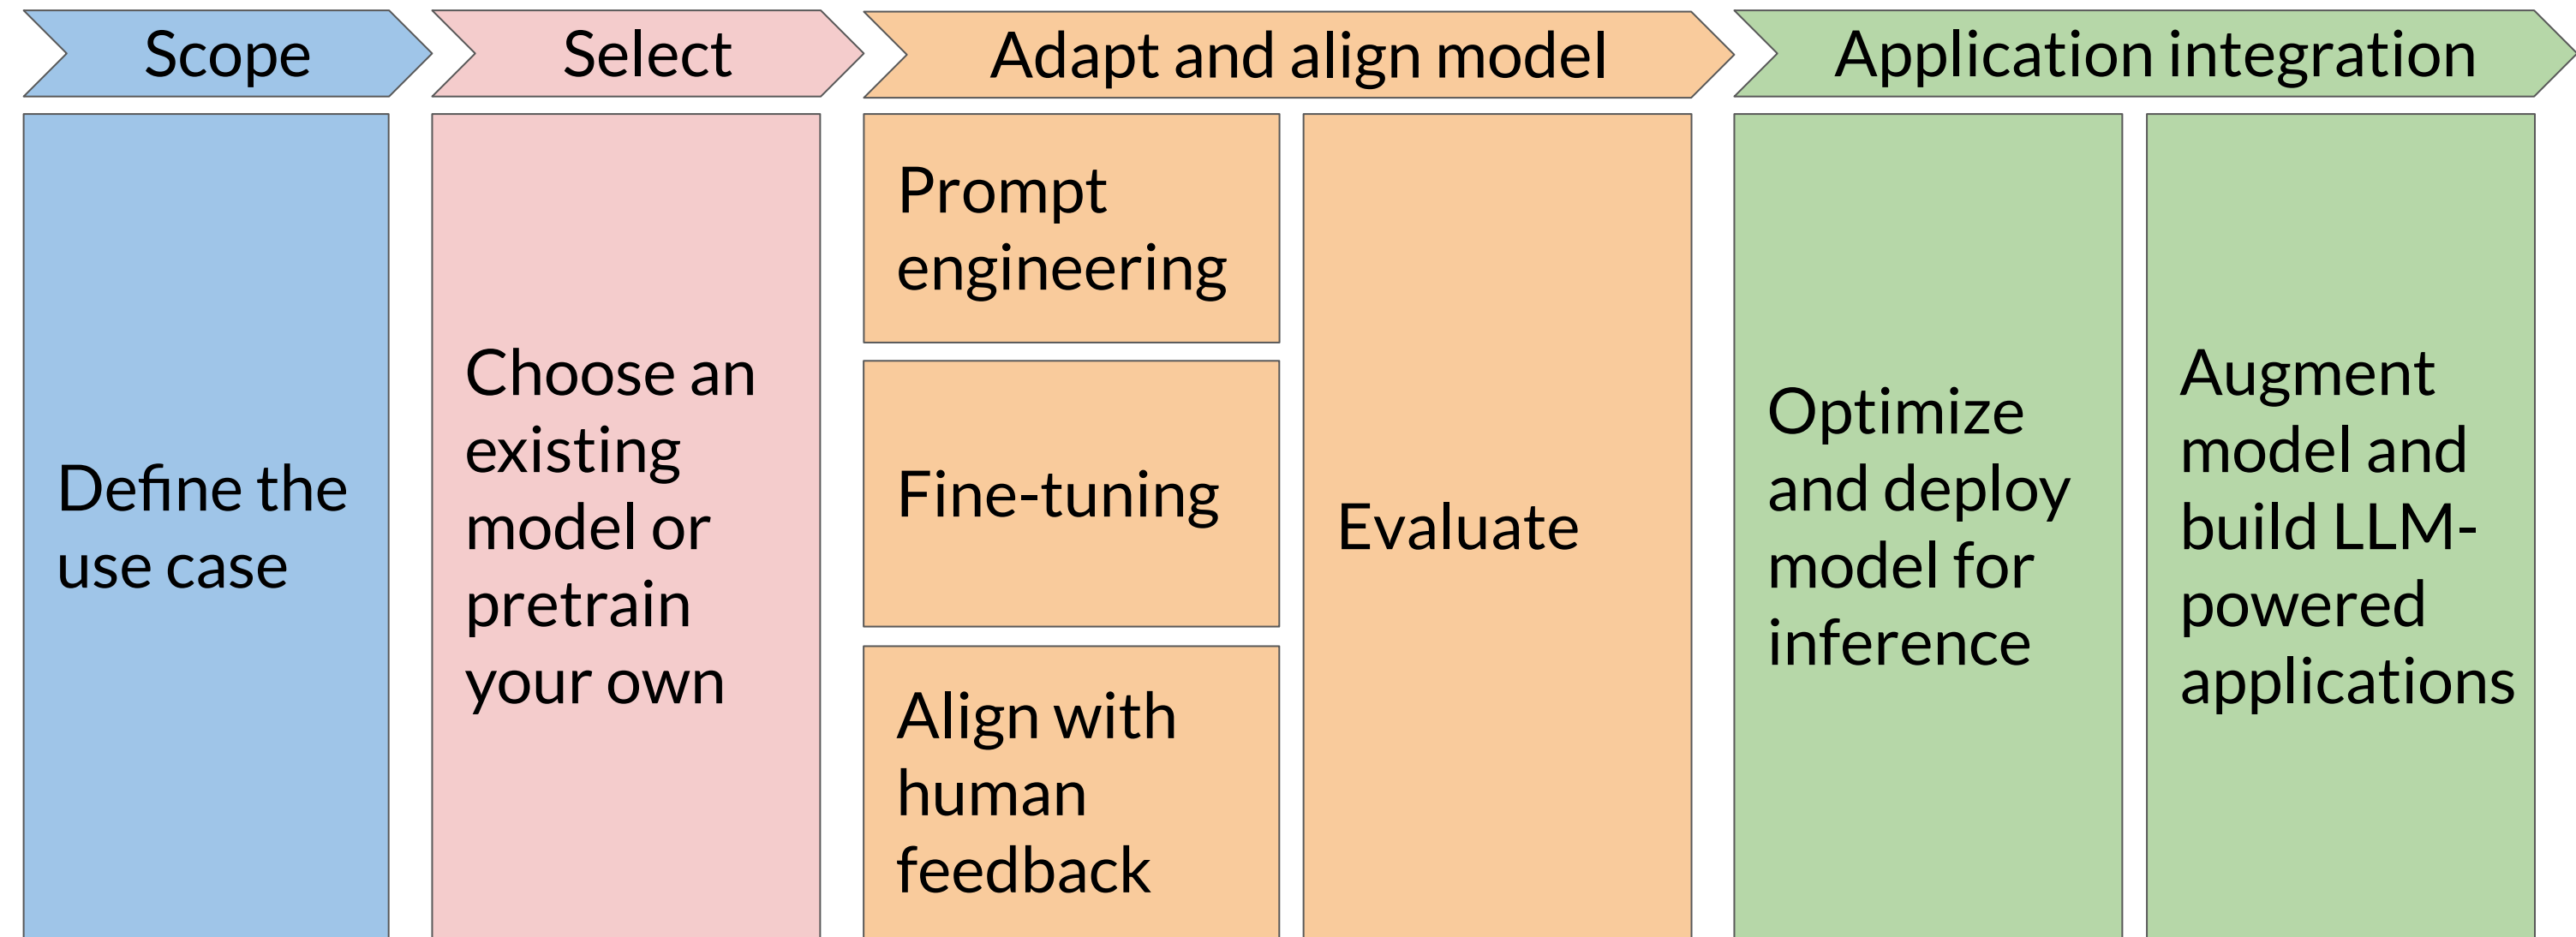 Scope
Select
Adapt and align model
Application integration
Define the
use case
Choose an
existing
model or
pretrain
your own
Prompt
engineering
Fine-tuning
Align with
human
feedback
Evaluate
Optimize
and deploy
model for
inference
Augment
model and
build LLM-
powered
applications